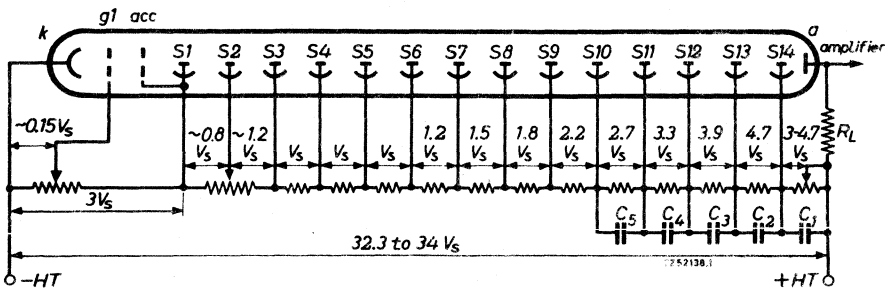 g1 acc
k a
S1 S2 S3 S4 S5 S6 S7 S8 S9 S10 S11 S12 S13 S14 amplifier
~0.15Vs ~0.8 Vs ~1.2 Vs Vs Vs Vs 1.2 Vs 1.5 Vs 1.8 Vs 2.2 Vs 2.7 Vs 3.3 Vs 3.9 Vs 4.7 Vs 3-4.7 Vs RL
3Vs
C5 C4 C3 C2 C1
32.3 to 34 Vs
-HT +HT